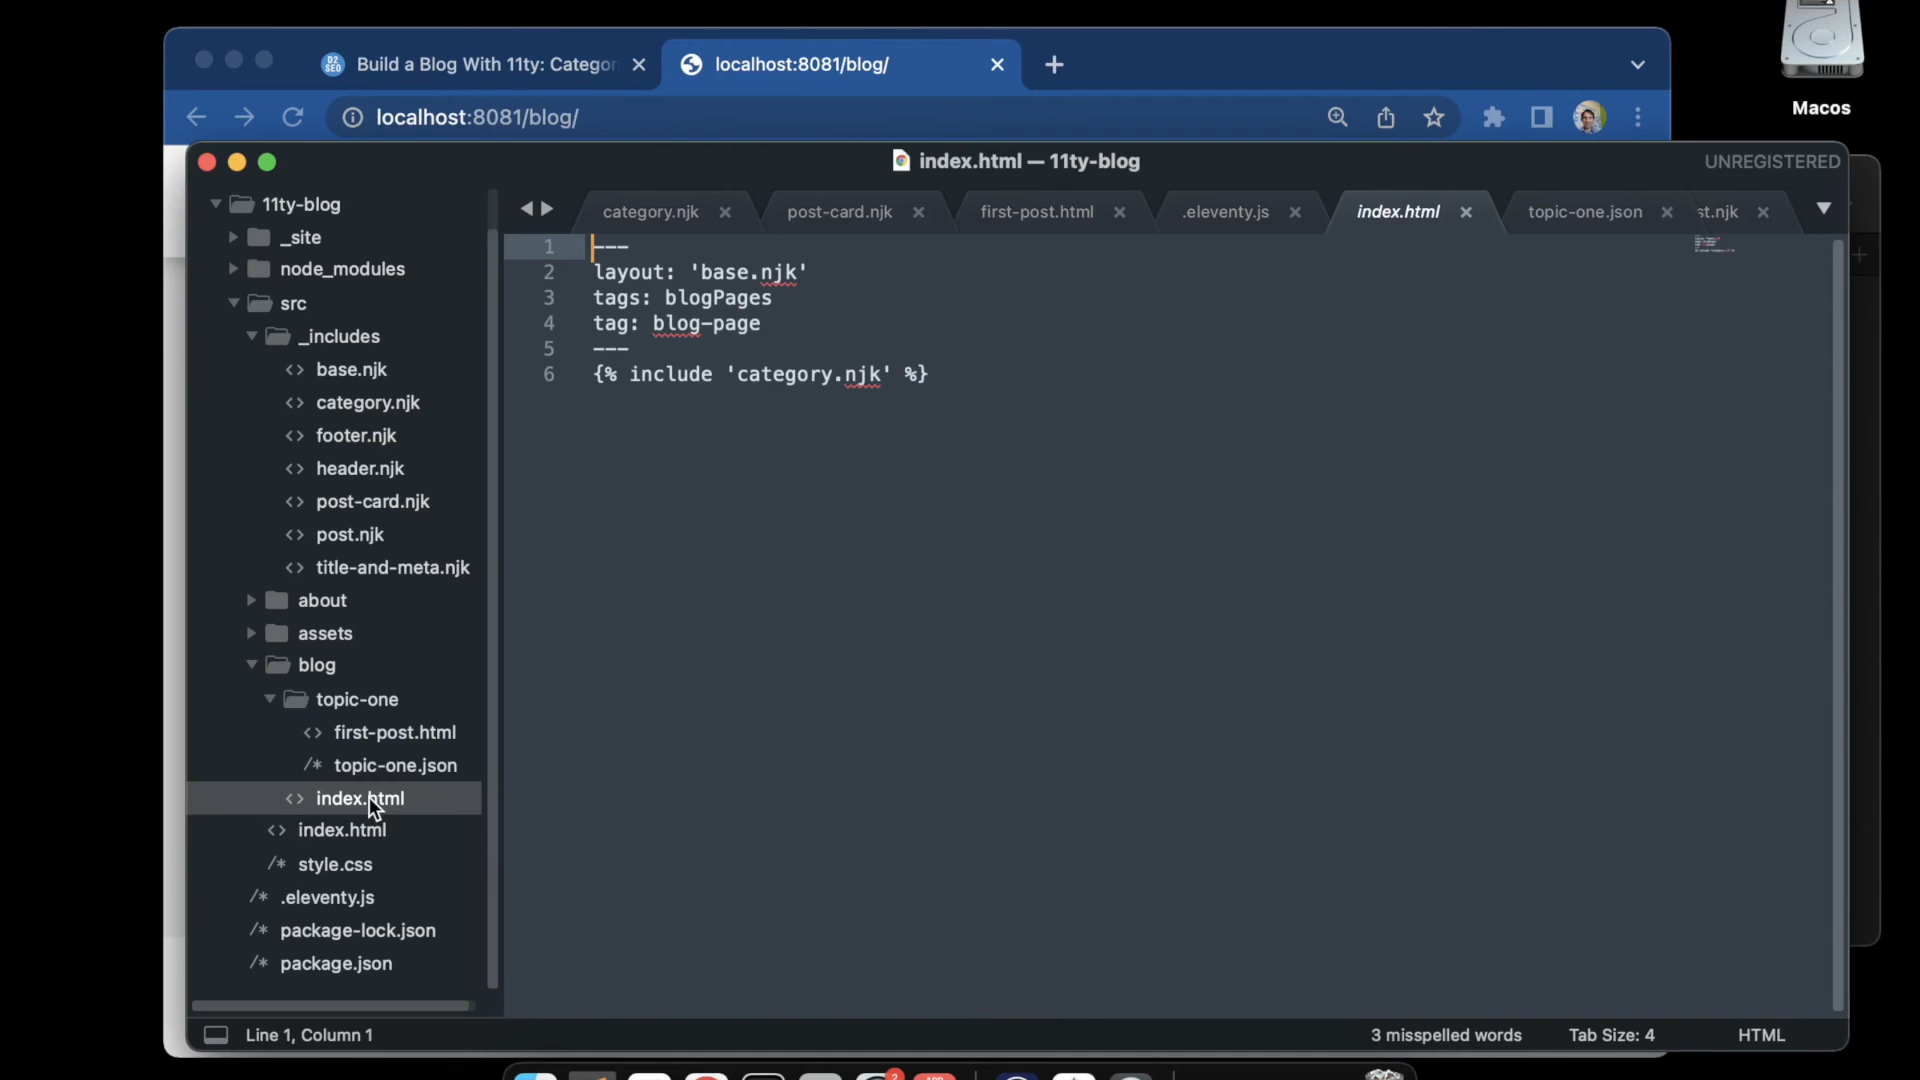 Build a Blog With 11ty: Categor
localhost:8081/blog/
localhost:8081/blog/
Macos
index.html — 11ty-blog
UNREGISTERED
11ty-blog
_site
node_modules
src
_includes
base.njk
category.njk
footer.njk
header.njk
post-card.njk
post.njk
title-and-meta.njk
about
assets
blog
topic-one
first-post.html
topic-one.json
index.html
index.html
style.css
.eleventy.js
package-lock.json
package.json
category.njk
post-card.njk
first-post.html
.eleventy.js
index.html
topic-one.json
st.njk
1 ---
2 layout: 'base.njk'
3 tags: blogPages
4 tag: blog-page
5 ---
6 {% include 'category.njk' %}
Line 1, Column 1
3 misspelled words
Tab Size: 4
HTML